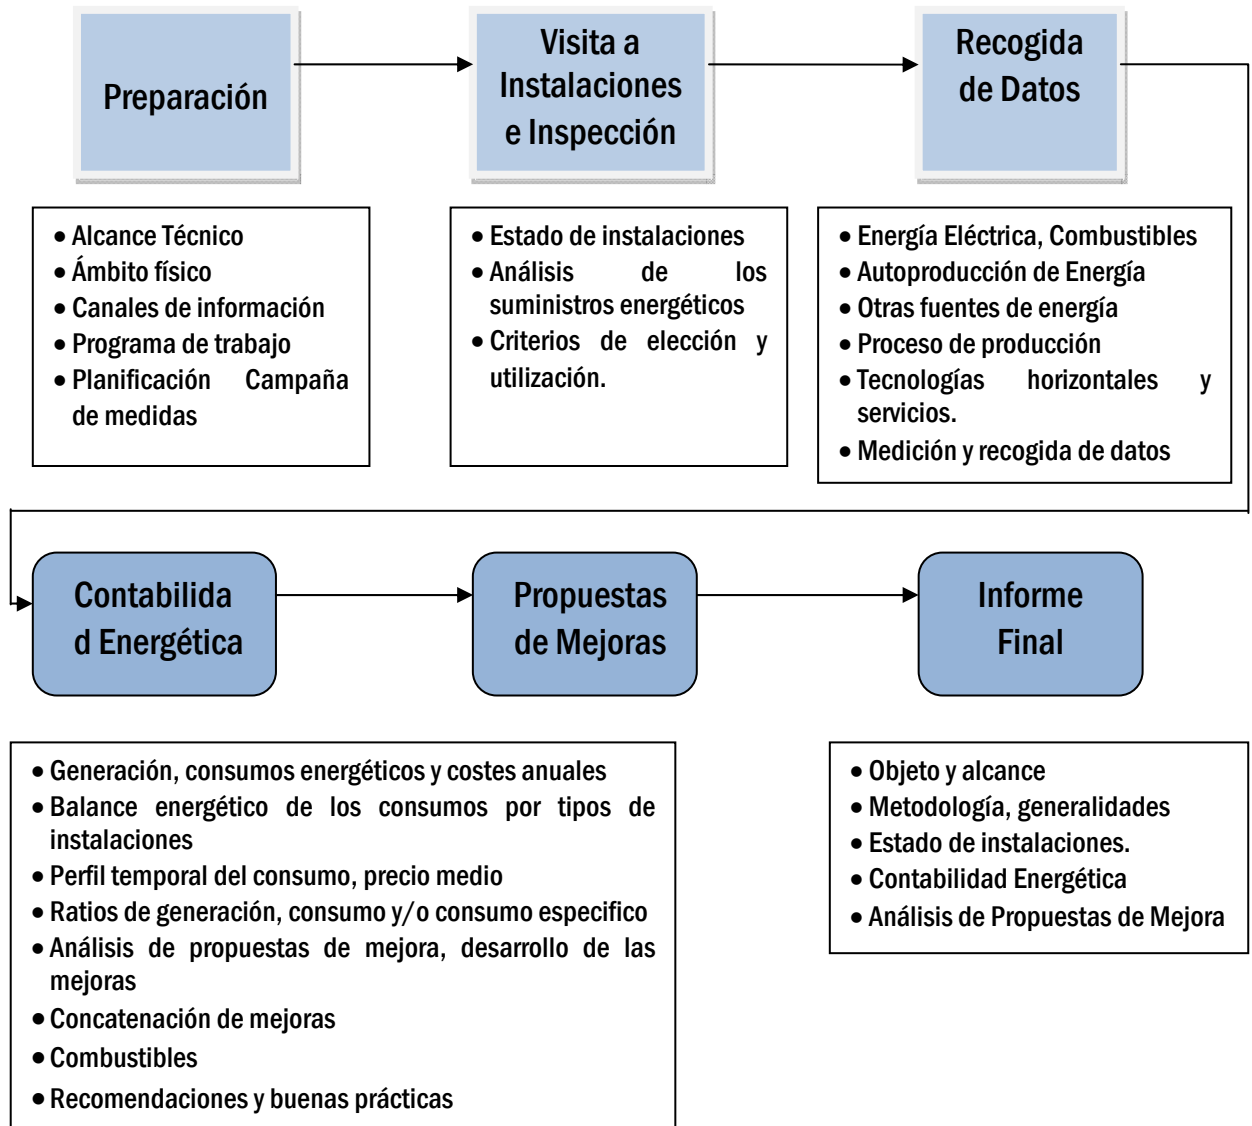 Preparación
Visita a
Instalaciones
e Inspección
Recogida
de Datos
• Alcance Técnico
• Ámbito físico
• Canales de información
• Programa de trabajo
• Planificación Campaña
de medidas
• Estado de instalaciones
• Análisis de los
suministros energéticos
• Criterios de elección y
utilización.
• Energía Eléctrica, Combustibles
• Autoproducción de Energía
• Otras fuentes de energía
• Proceso de producción
• Tecnologías horizontales y
servicios.
• Medición y recogida de datos
Contabilida
d Energética
Propuestas
de Mejoras
Informe
Final
• Generación, consumos energéticos y costes anuales
• Balance energético de los consumos por tipos de
instalaciones
• Perfil temporal del consumo, precio medio
• Ratios de generación, consumo y/o consumo especifico
• Análisis de propuestas de mejora, desarrollo de las
mejoras
• Concatenación de mejoras
• Combustibles
• Recomendaciones y buenas prácticas
• Objeto y alcance
• Metodología, generalidades
• Estado de instalaciones.
• Contabilidad Energética
• Análisis de Propuestas de Mejora